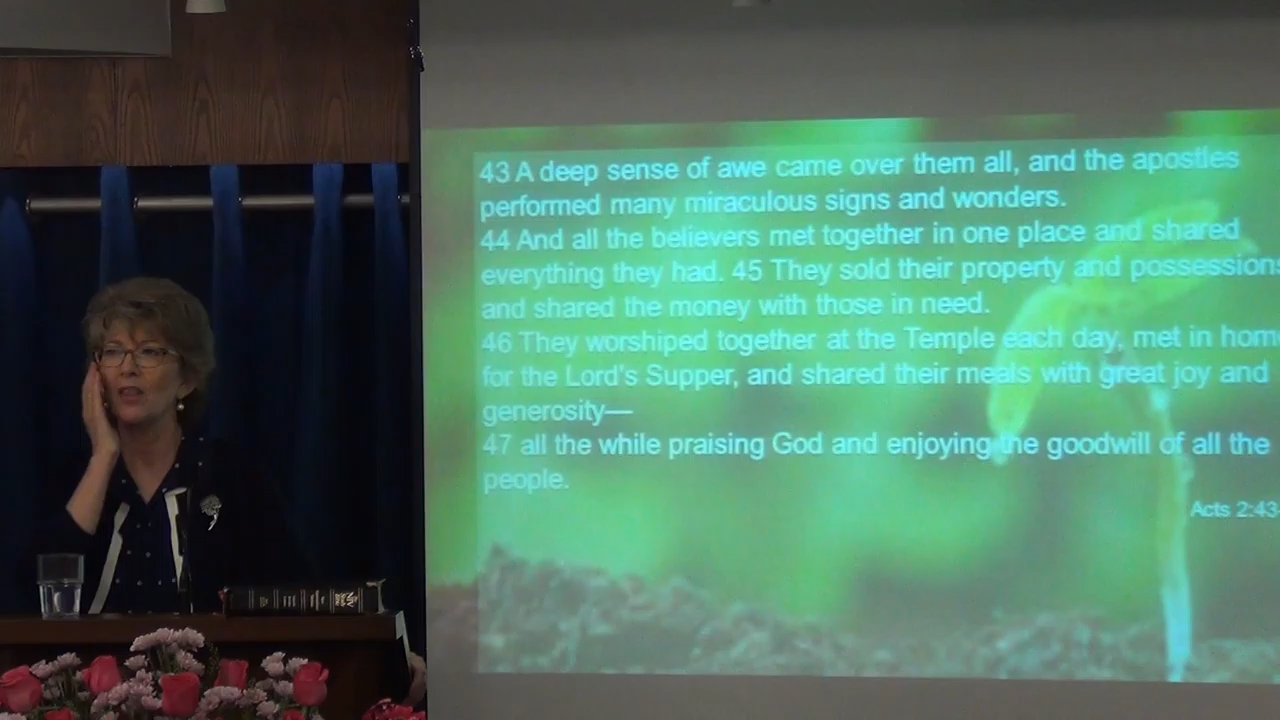 43 A deep sense of awe came over them all, and the apostles
performed many miraculous signs and wonders.
44 And all the believers met together in one place and shared
everything they had. 45 They sold their property and possessions
and shared the money with those in need.
46 They worshiped together at the Temple each day, met in hom
for the Lord's Supper, and shared their meals with great joy and
generosity—
47 all the while praising God and enjoying the goodwill of all the
people.
Acts 2:43-
NIV